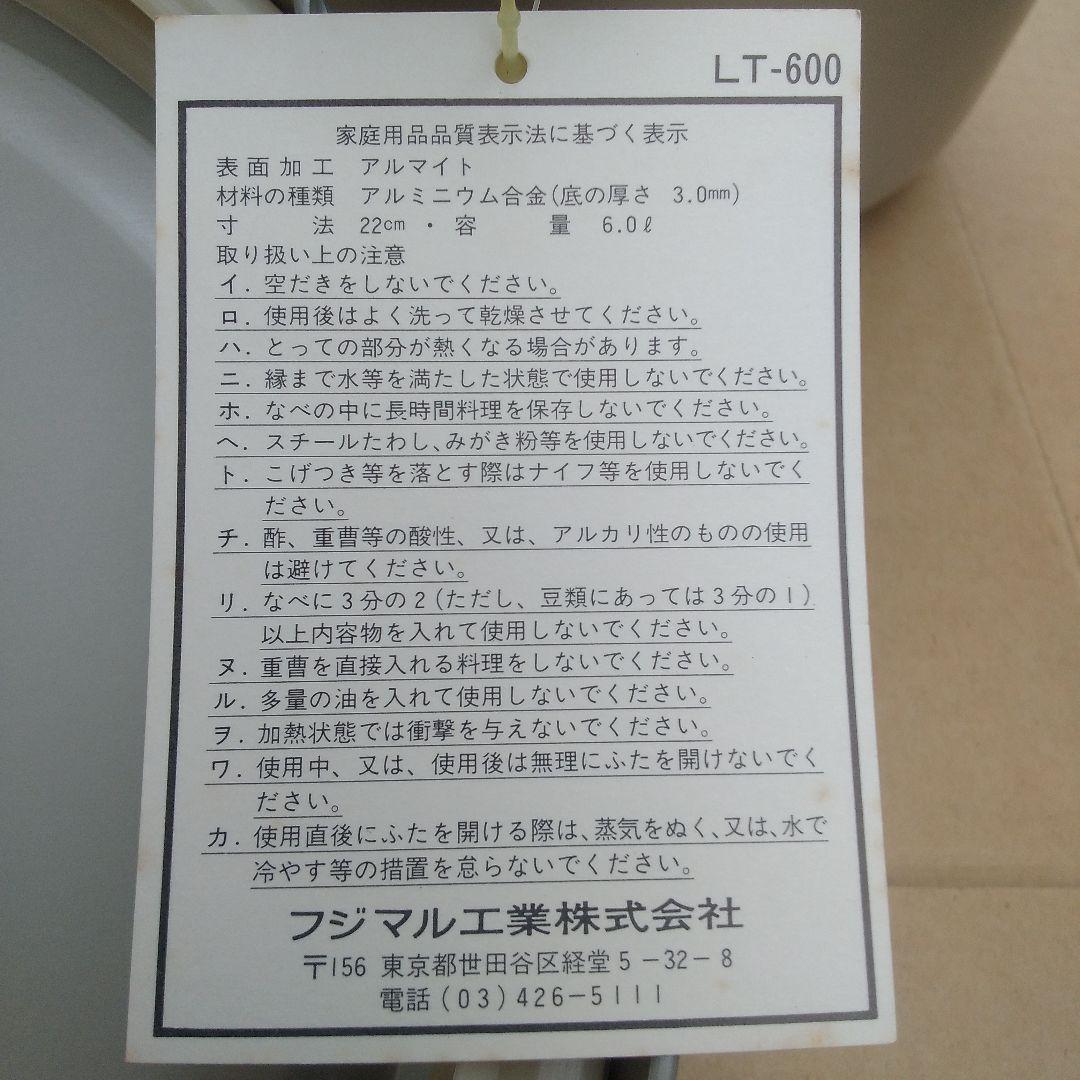 LT-600
家庭用品品質表示法に基づく表示
表面加工 アルマイト
材料の種類 アルミニウム合金(底の厚さ 3.0mm)
寸法 22cm・容量 6.0ℓ
取り扱い上の注意
イ.空だきをしないでください。
ロ.使用後はよく洗って乾燥させてください。
ハ.とっての部分が熱くなる場合があります。
ニ.縁まで水等を満たした状態で使用しないでください。
ホ.なべの中に長時間料理を保存しないでください。
ヘ.スチールたわし、みがき粉等を使用しないでください。
ト.こげつき等を落とす際はナイフ等を使用しないでく
ださい。
チ.酢、重曹等の酸性、又は、アルカリ性のものの使用
は避けてください。
リ.なべに3分の2(ただし、豆類にあっては3分の1)
以上内容物を入れて使用しないでください。
ヌ.重曹を直接入れる料理をしないでください。
ル.多量の油を入れて使用しないでください。
ヲ.加熱状態では衝撃を与えないでください。
ワ.使用中、又は、使用後は無理にふたを開けないでく
ださい。
カ.使用直後にふたを開ける際は、蒸気をぬく、又は、水で
冷やす等の措置を怠らないでください。
フジマル工業株式会社
〒156 東京都世田谷区経堂5-32-8
電話(03)426-5111